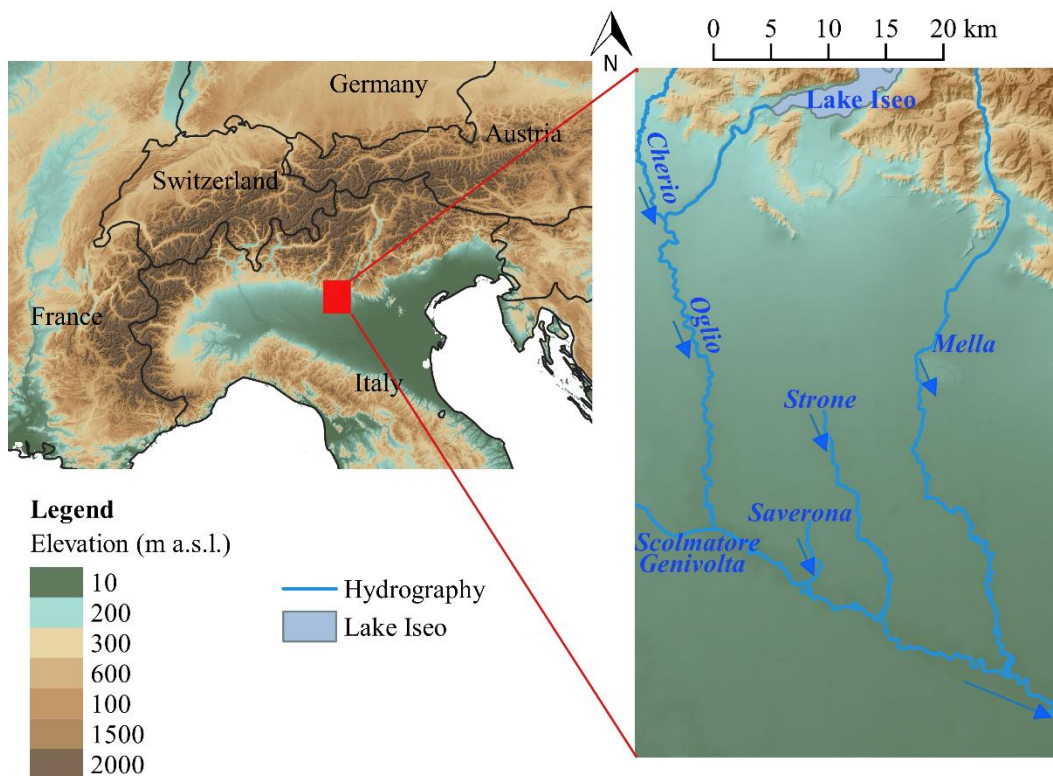 Germany
Austria
Switzerland
France
Italy
Legend
Elevation (m a.s.l.)
10
200
300
600
100
1500
2000
Hydrography
Lake Iseo
N
0 5 10 15 20 km
Lake Iseo
Cherio
Oglio
Mella
Strone
Saverona
Scolmatore
Genivolta